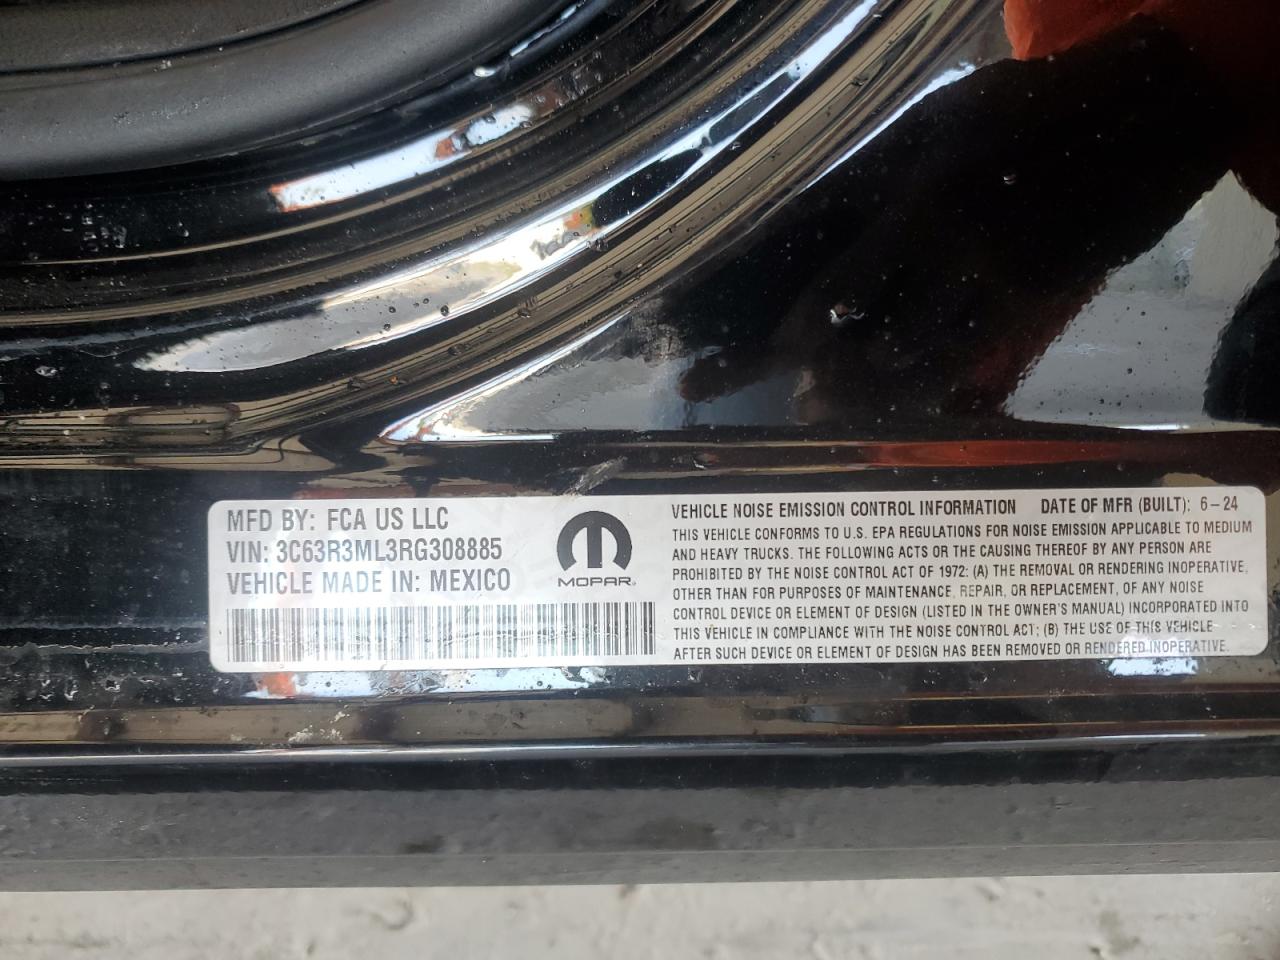 MFD BY: FCA US LLC
VIN: 3C63R3ML3RG308885
VEHICLE MADE IN: MEXICO
MOPAR
VEHICLE NOISE EMISSION CONTROL INFORMATION DATE OF MFR (BUILT): 6-24
THIS VEHICLE CONFORMS TO U.S. EPA REGULATIONS FOR NOISE EMISSION APPLICABLE TO MEDIUM
AND HEAVY TRUCKS. THE FOLLOWING ACTS OR THE CAUSING THEREOF BY ANY PERSON ARE
PROHIBITED BY THE NOISE CONTROL ACT OF 1972: (A) THE REMOVAL OR RENDERING INOPERATIVE,
OTHER THAN FOR PURPOSES OF MAINTENANCE, REPAIR, OR REPLACEMENT, OF ANY NOISE
CONTROL DEVICE OR ELEMENT OF DESIGN (LISTED IN THE OWNER'S MANUAL) INCORPORATED INTO
THIS VEHICLE IN COMPLIANCE WITH THE NOISE CONTROL ACT; (B) THE USE OF THIS VEHICLE
AFTER SUCH DEVICE OR ELEMENT OF DESIGN HAS BEEN REMOVED OR RENDERED INOPERATIVE.